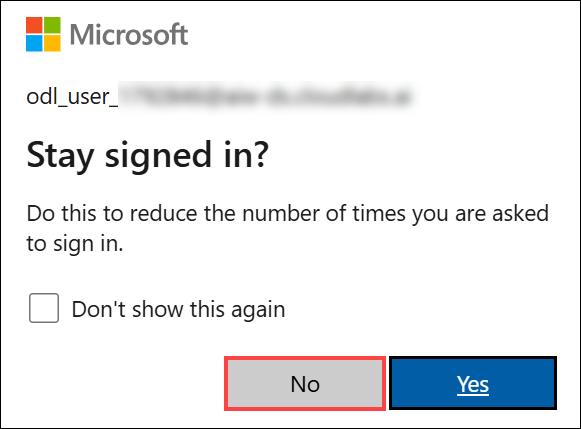 Microsoft
odl_user_
Stay signed in?
Do this to reduce the number of times you are asked
to sign in.
Don't show this again
No
Yes